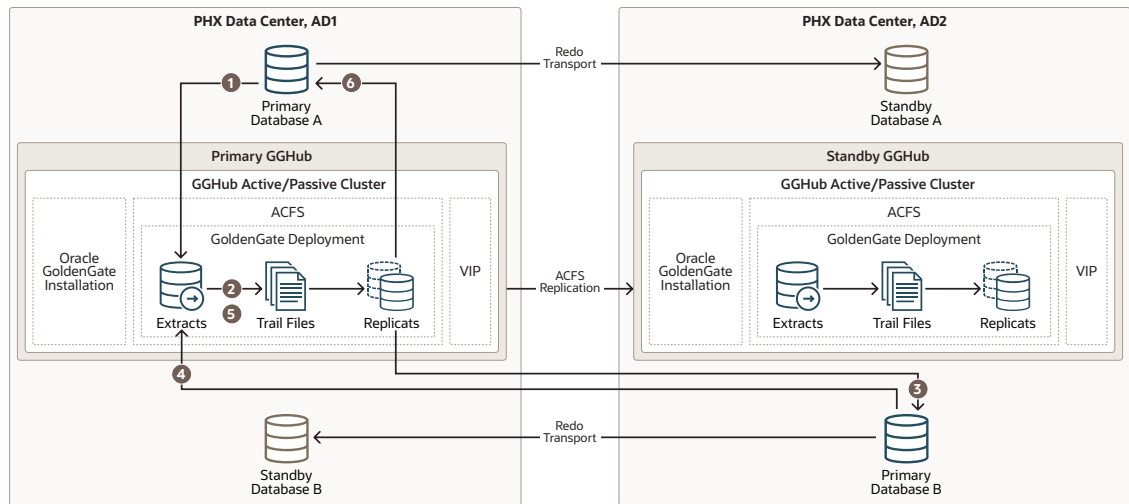 PHX Data Center, AD1
PHX Data Center, AD2
Redo
Transport
1
6
Primary
Database A
Standby
Database A
Primary GGHub
Standby GGHub
GGHub Active/Passive Cluster
GGHub Active/Passive Cluster
ACFS
ACFS
GoldenGate Deployment
GoldenGate Deployment
Oracle
GoldenGate
Installation
2
5
Extracts
Trail Files
Replicats
VIP
ACFS
Replication
Oracle
GoldenGate
Installation
Extracts
Trail Files
Replicats
VIP
4
3
Redo
Transport
Standby
Database B
Primary
Database B